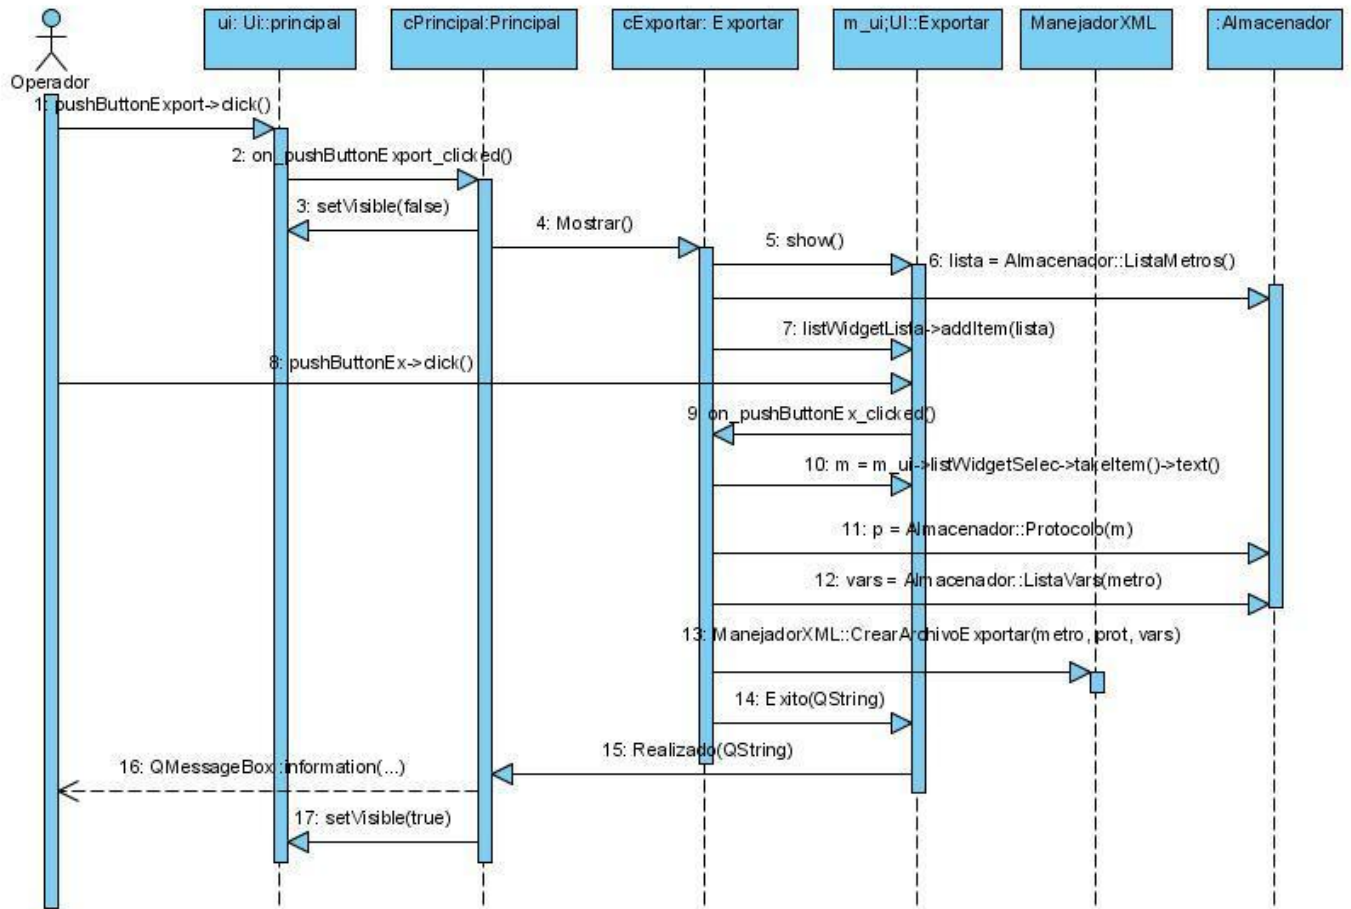 ui: Ui::principal
cPrincipal:Principal
cExportar: Exportar
m_ui;UI::Exportar
ManejadorXML
:Almacenador
Operador
1: pushButtonExport->click()
2: on_pushButtonExport_clicked()
3: setVisible(false)
4: Mostrar()
5: show()
6: lista = Almacenador::ListaMetros()
7: listWidgetLista->addItem(lista)
8: pushButtonEx->click()
9: on_pushButtonEx_clicked()
10: m = m_ui->listWidgetSelec->takeItem()->text()
11: p = Almacenador::Protocolo(m)
12: vars = Almacenador::ListaVars(metro)
13: ManejadorXML::CrearArchivoExportar(metro, prot, vars)
14: Exito(QString)
15: Realizado(QString)
16: QMessageBox::information(...)
17: setVisible(true)